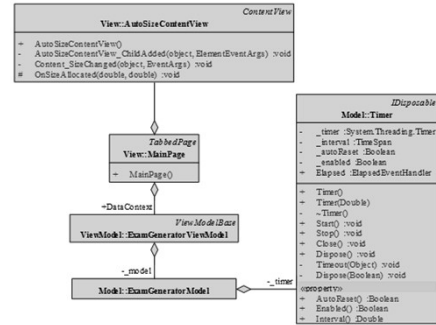 ContentView
View::AutoSizeContentView
+ AutoSizeContentView()
- AutoSizeContentView_ChildAdded(object, ElementEventArgs) :void
- Content_SizeChanged(object, EventArgs) :void
# OnSizeAllocated(double, double) :void
TabbedPage
View::MainPage
+ MainPage()
+DataContext
ViewModelBase
ViewModel::ExamGeneratorViewModel
-_model
Model::ExamGeneratorModel
-_timer
IDisposable
Model::Timer
- _timer :System.Threading.Timer
- _interval :TimeSpan
- _autoReset :Boolean
- _enabled :Boolean
+ Elapsed :ElapsedEventHandler
+ Timer()
+ Timer(Double)
- ~Timer()
+ Start() :void
+ Stop() :void
+ Close() :void
+ Dispose() :void
- Timeout(Object) :void
- Dispose(Boolean) :void
«property»
+ AutoReset() :Boolean
+ Enabled() :Boolean
+ Interval() :Double